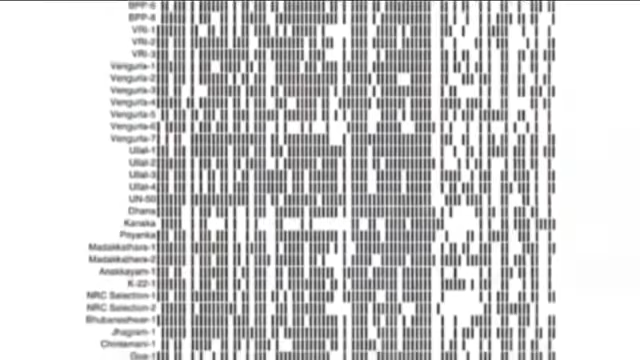 BPP-6
BPP-8
VRI-1
VRI-2
VRI-3
Vengurla-1
Vengurla-2
Vengurla-3
Vengurla-4
Vengurla-5
Vengurla-6
Vengurla-7
Ullal-1
Ullal-2
Ullal-3
Ullal-4
UN-50
Dhana
Kanaka
Priyanka
Madakkathara-1
Madakkathara-2
Anakkayam-1
K-22-1
NRC Selection-1
NRC Selection-2
Bhubaneshwar-1
Jhagram-1
Chintamani-1
Goa-1